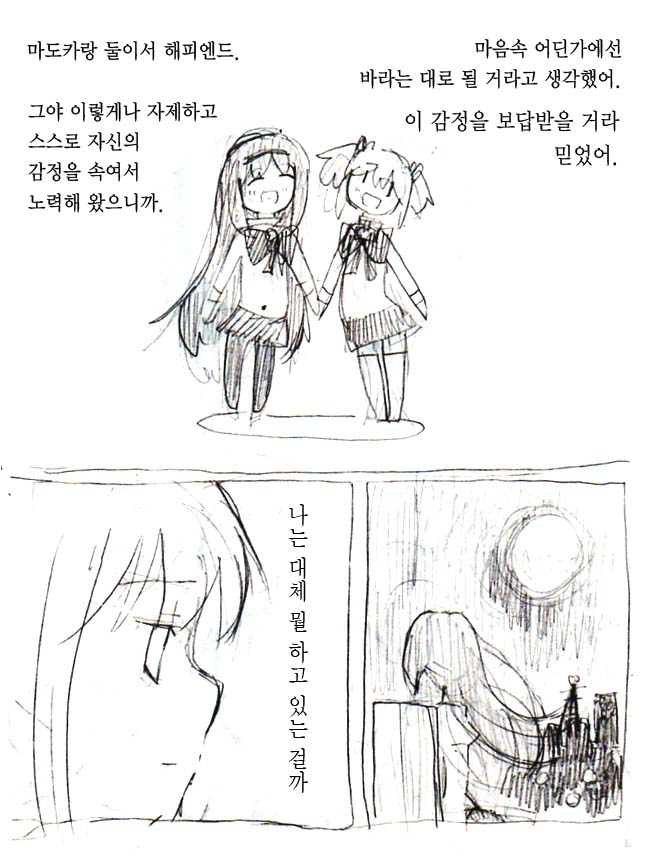 마음속 어딘가에선
바라는 대로 될 거라고 생각했어.
이 감정을 보답받을 거라
믿었어.
마도카랑 둘이서 해피엔드.
그야 이렇게나 자제하고
스스로 자신의
감정을 속여서
노력해 왔으니까.
나는 대체 뭘 하고 있는 걸까